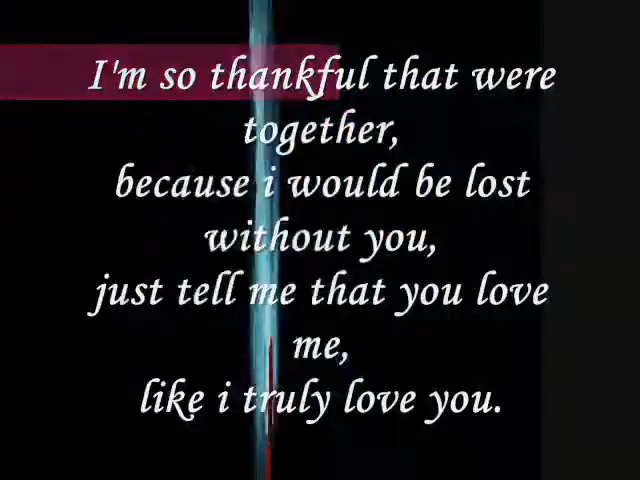 I'm so thankful that were
together,
because i would be lost
without you,
just tell me that you love
me,
like i truly love you.